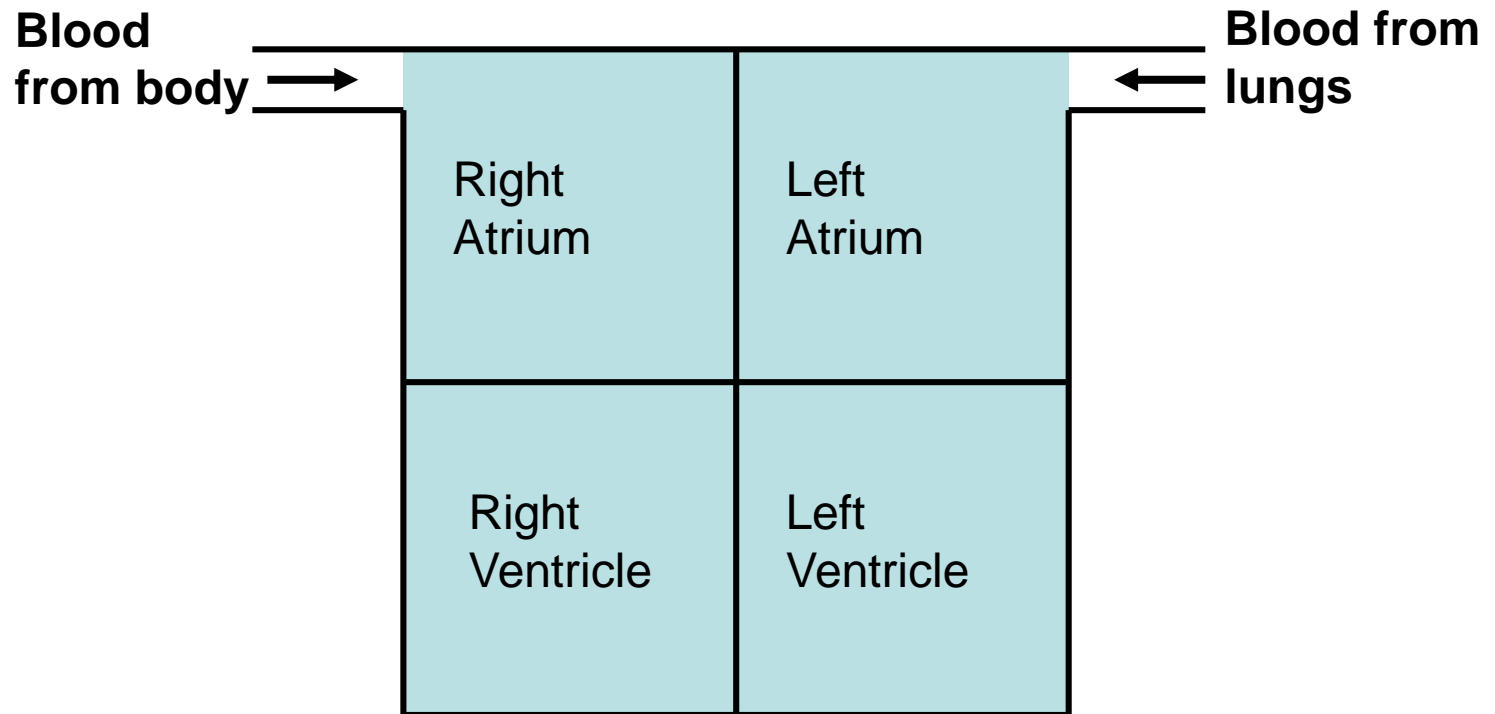 Blood
from body
Blood from
lungs
Right
Atrium
Left
Atrium
Right
Ventricle
Left
Ventricle